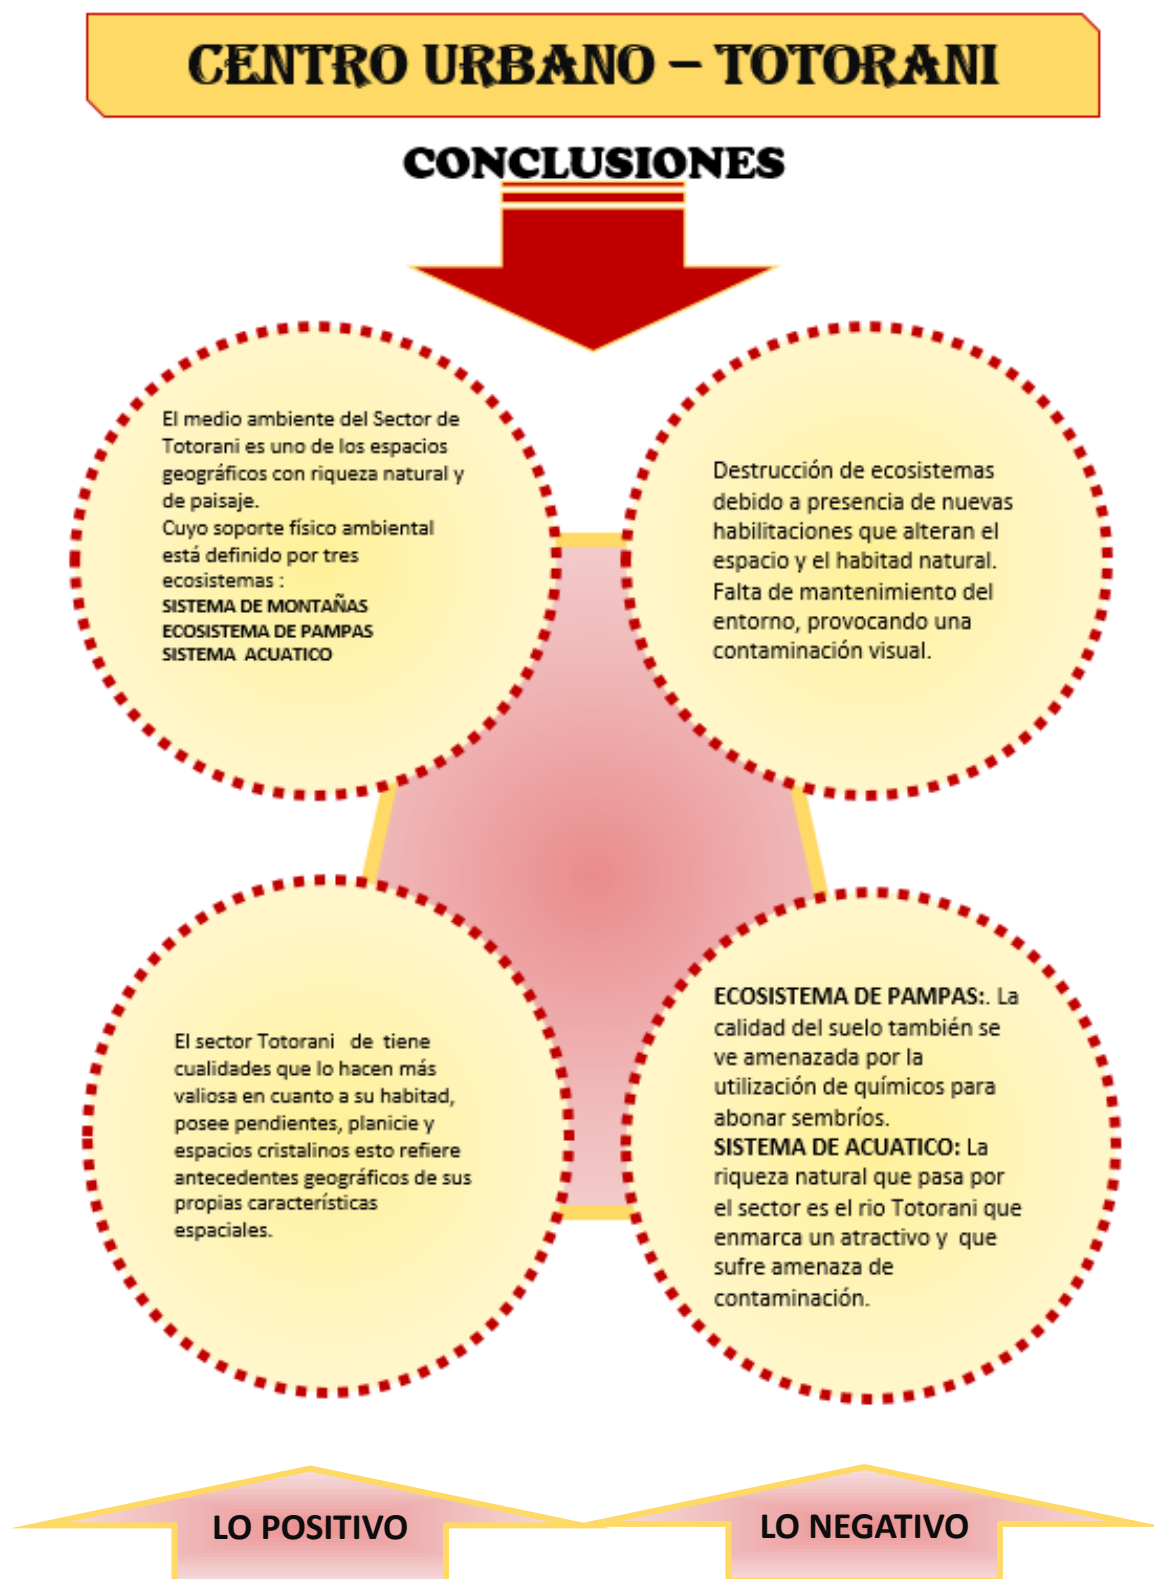 CENTRO URBANO – TOTORANI
CONCLUSIONES
El medio ambiente del Sector de
Totorani es uno de los espacios
geográficos con riqueza natural y
de paisaje.
Cuyo soporte físico ambiental
está definido por tres
ecosistemas :
SISTEMA DE MONTAÑAS
ECOSISTEMA DE PAMPAS
SISTEMA ACUATICO
Destrucción de ecosistemas
debido a presencia de nuevas
habilitaciones que alteran el
espacio y el habitad natural.
Falta de mantenimiento del
entorno, provocando una
contaminación visual.
El sector Totorani de tiene
cualidades que lo hacen más
valiosa en cuanto a su habitad,
posee pendientes, planicie y
espacios cristalinos esto refiere
antecedentes geográficos de sus
propias características
espaciales.
ECOSISTEMA DE PAMPAS:. La
calidad del suelo también se
ve amenazada por la
utilización de químicos para
abonar sembríos.
SISTEMA DE ACUATICO: La
riqueza natural que pasa por
el sector es el rio Totorani que
enmarca un atractivo y que
sufre amenaza de
contaminación.
LO POSITIVO
LO NEGATIVO